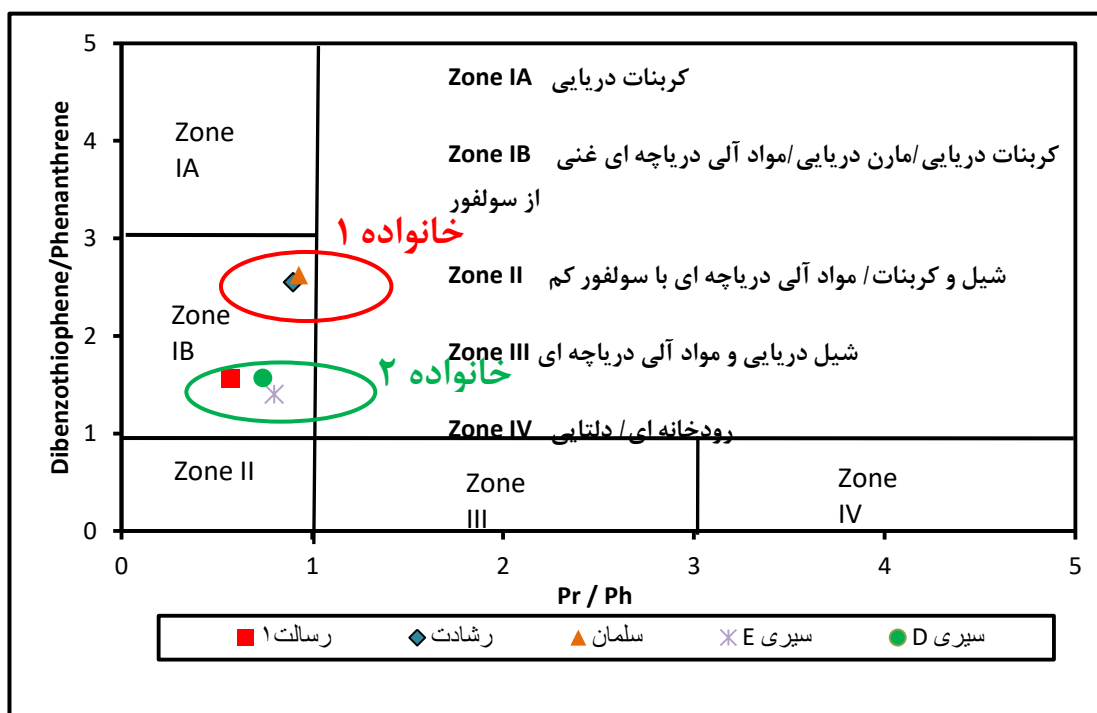 Dibenzothiophene/Phenanthrene
5
4
3
2
1
0
Zone
IA
Zone IA کربنات دریایی
Zone IB کربنات دریایی/مارن دریایی/مواد آلی دریاچه ای غنی
از سولفور
خانواده ۱
Zone II شیل و کربنات/ مواد آلی دریاچه ای با سولفور کم
Zone
IB
Zone III شیل دریایی و مواد آلی دریاچه ای
خانواده ۲
Zone IV رودخانه ای/ دلتایی
Zone II
Zone
III
Zone
IV
0 1 2 3 4 5
Pr / Ph
رسالت۱ رشادت سلمان سیری E سیری D